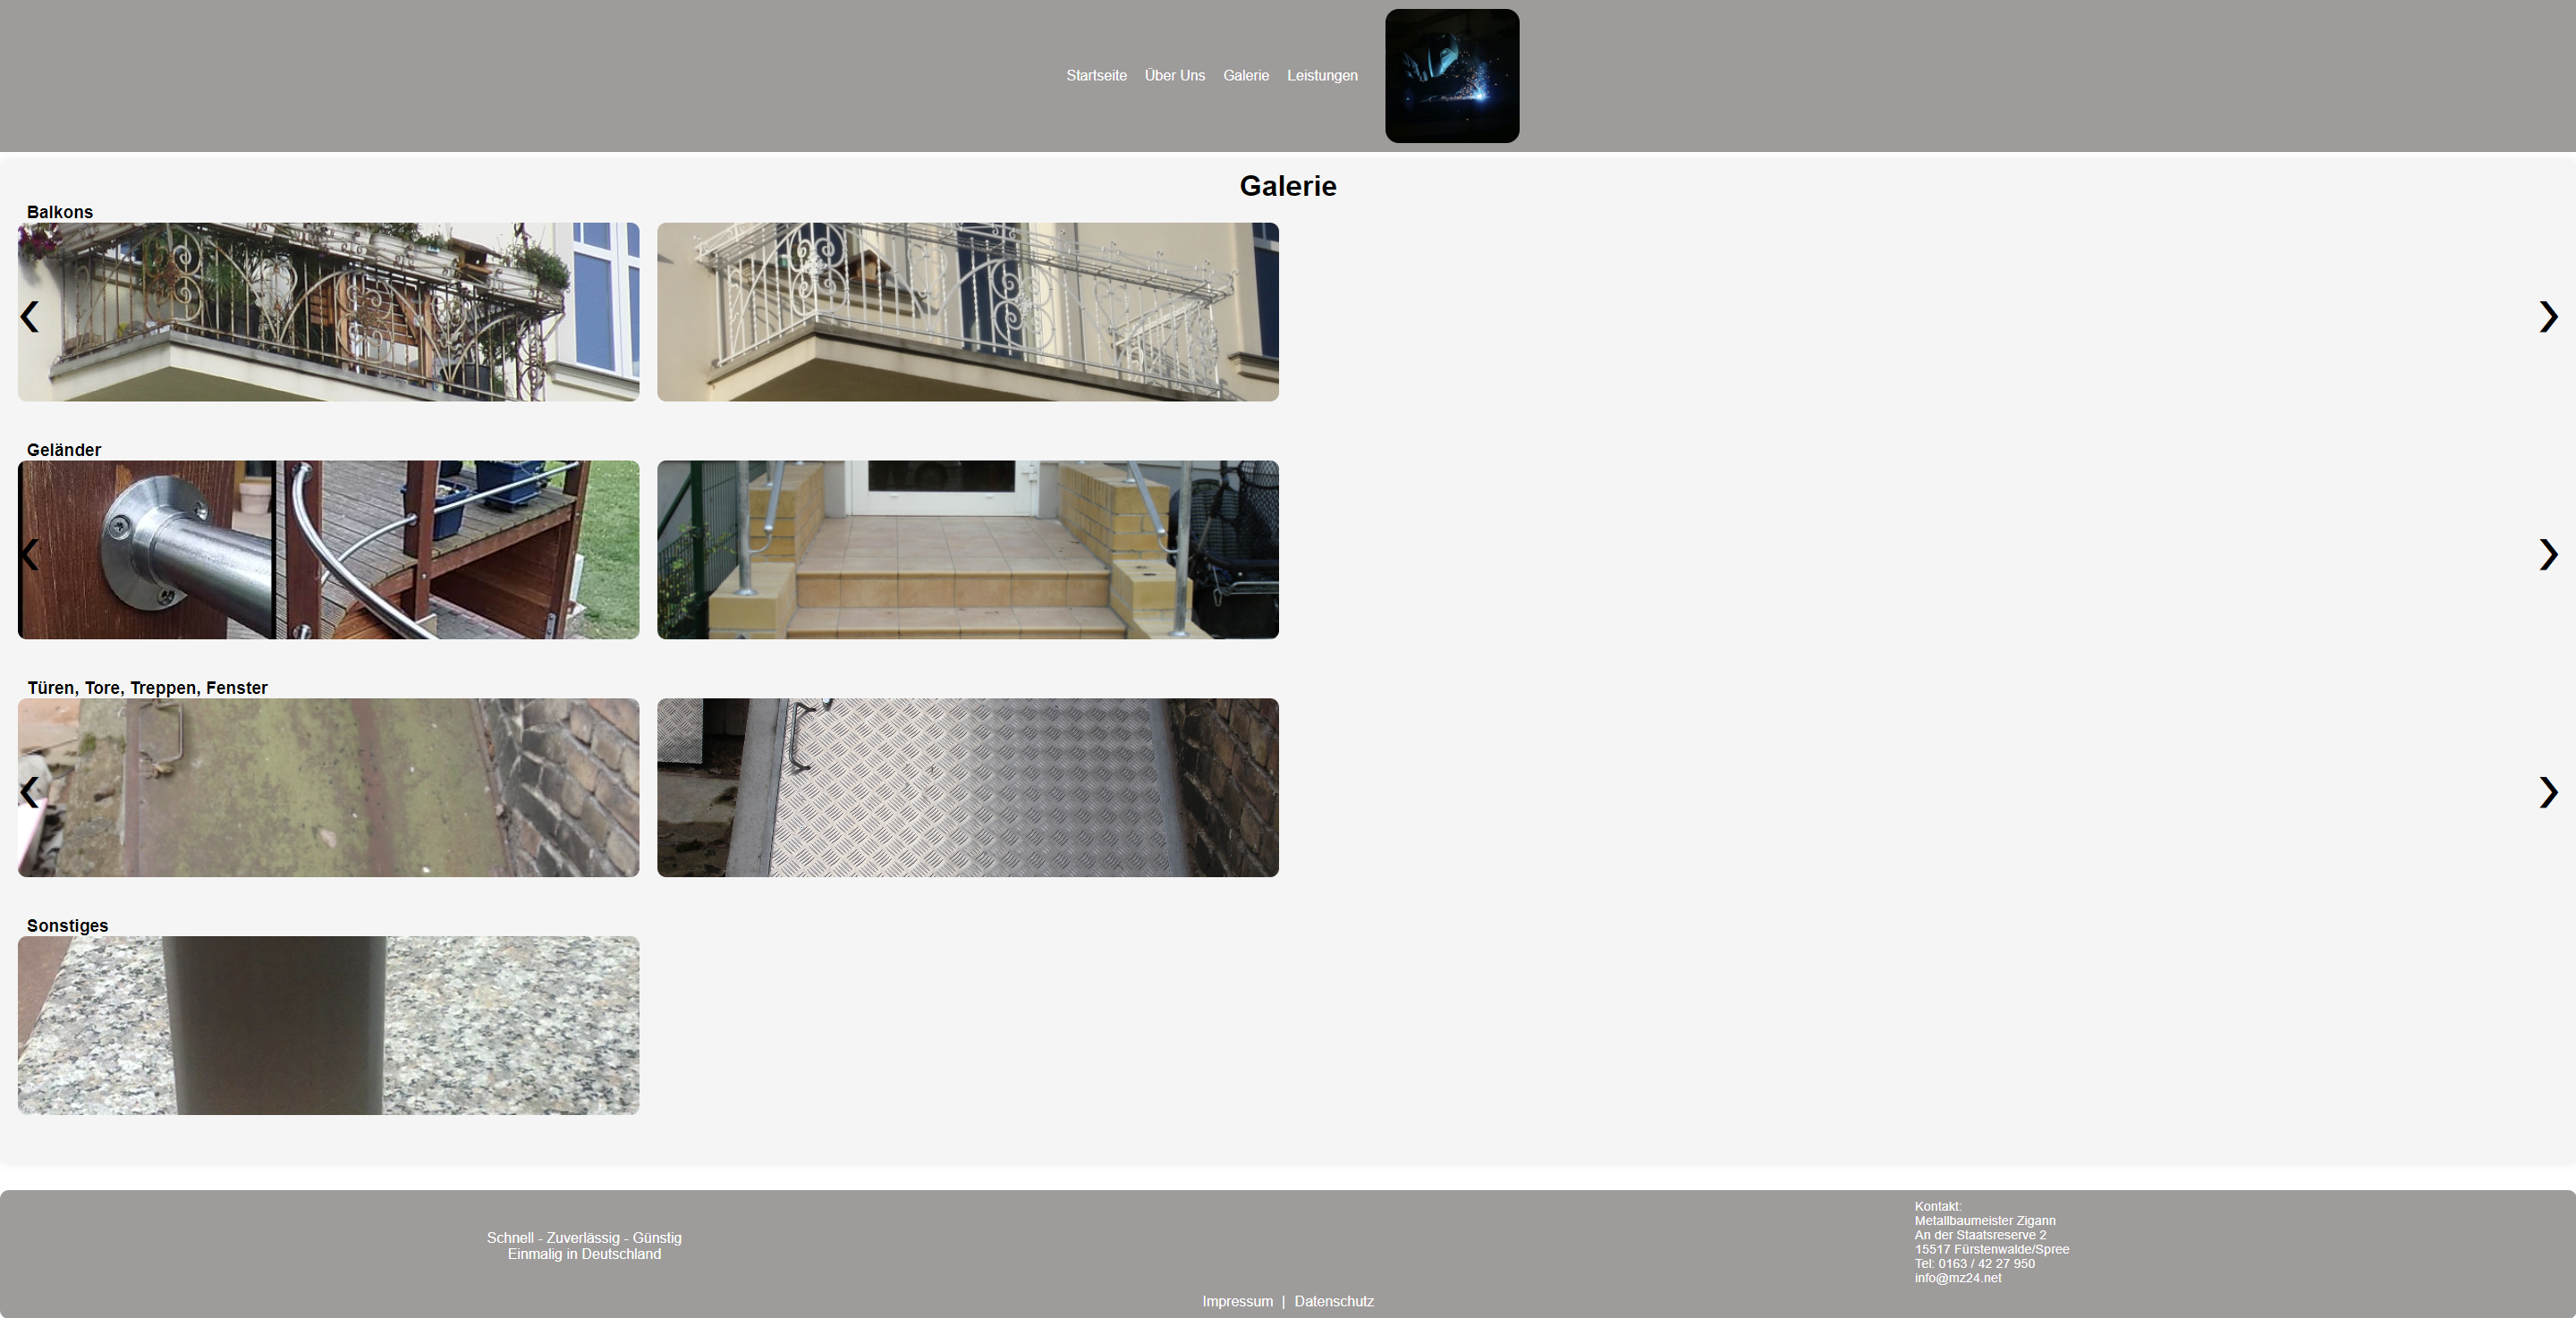 Startseite Über Uns Galerie Leistungen
Galerie
Balkons
Geländer
Türen, Tore, Treppen, Fenster
Sonstiges
Schnell - Zuverlässig - Günstig
Einmalig in Deutschland
Kontakt:
Metallbaumeister Zigann
An der Staatsreserve 2
15517 Fürstenwalde/Spree
Tel: 0163 / 42 27 950
info@mz24.net
Impressum | Datenschutz